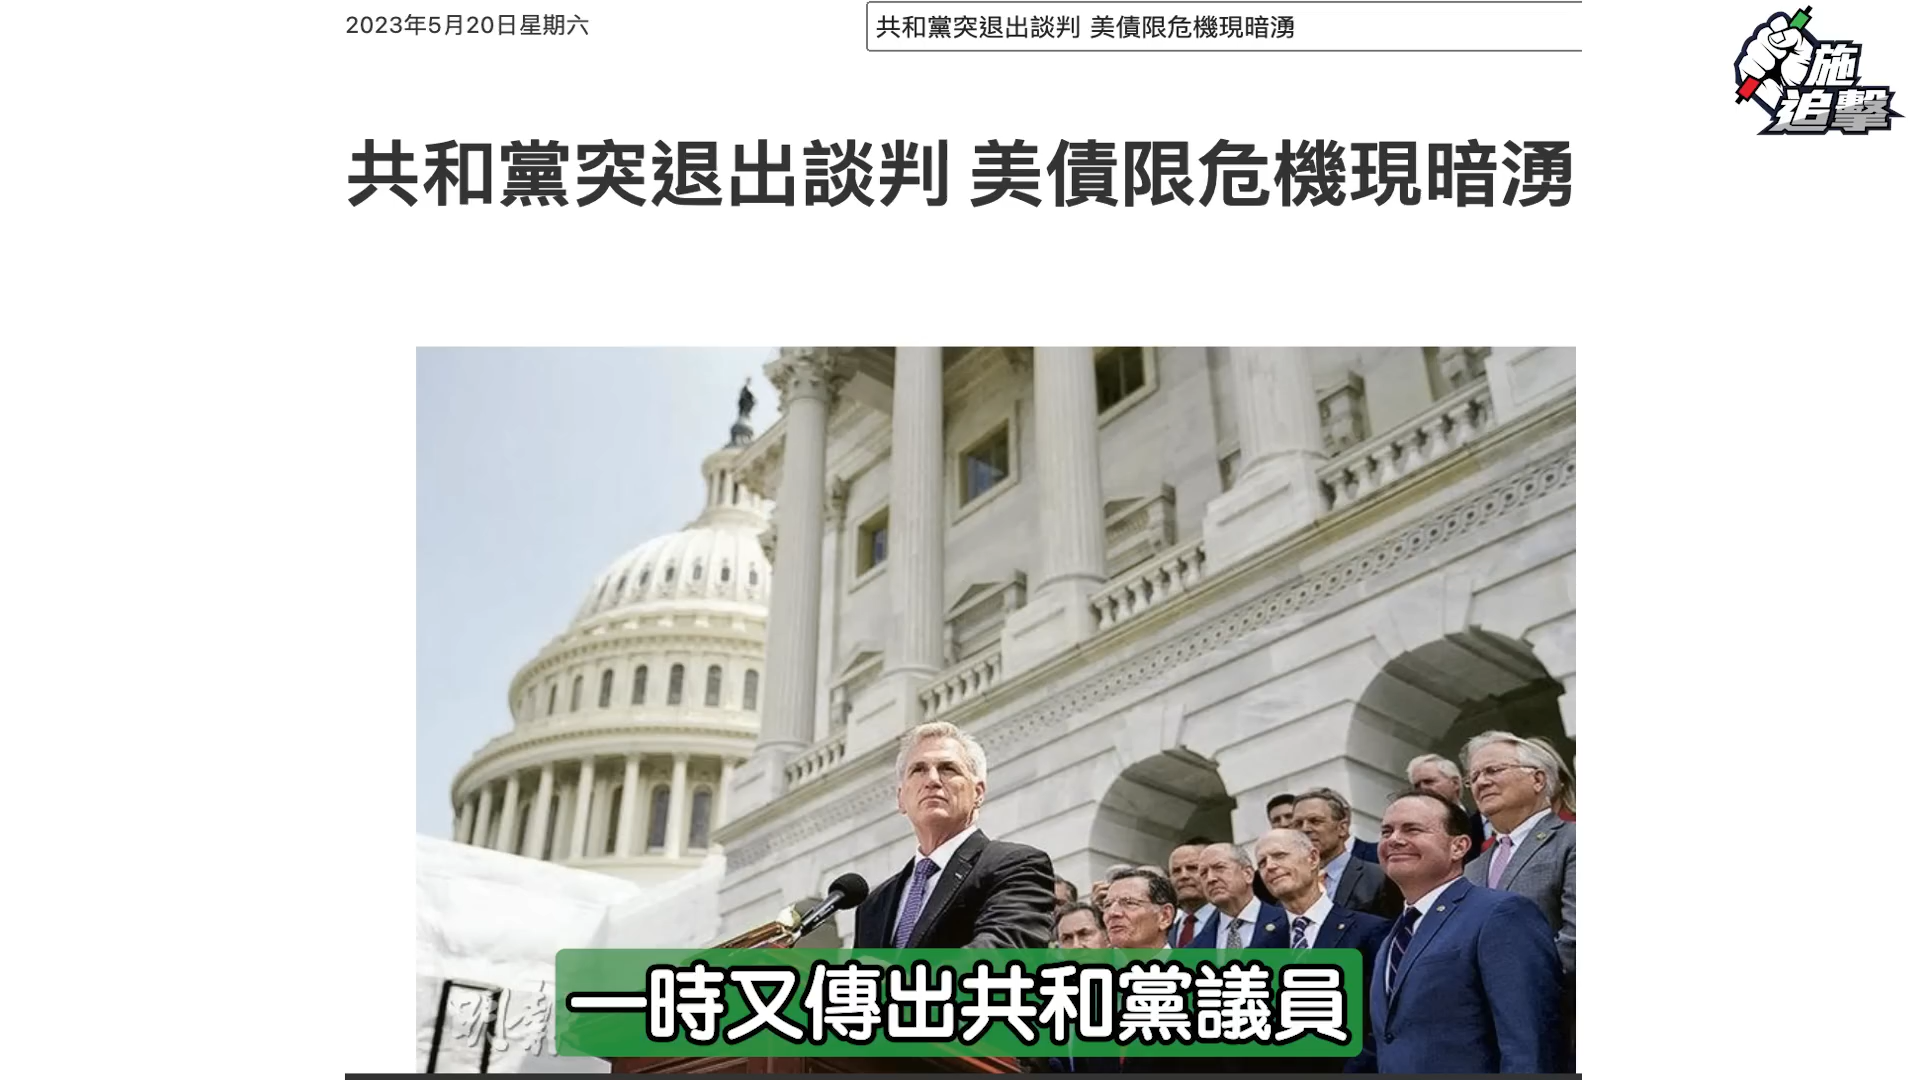 2023年5月20日星期六
共和黨突退出談判 美債限危機現暗湧
施
追擊
共和黨突退出談判 美債限危機現暗湧
明報
一時又傳出共和黨議員